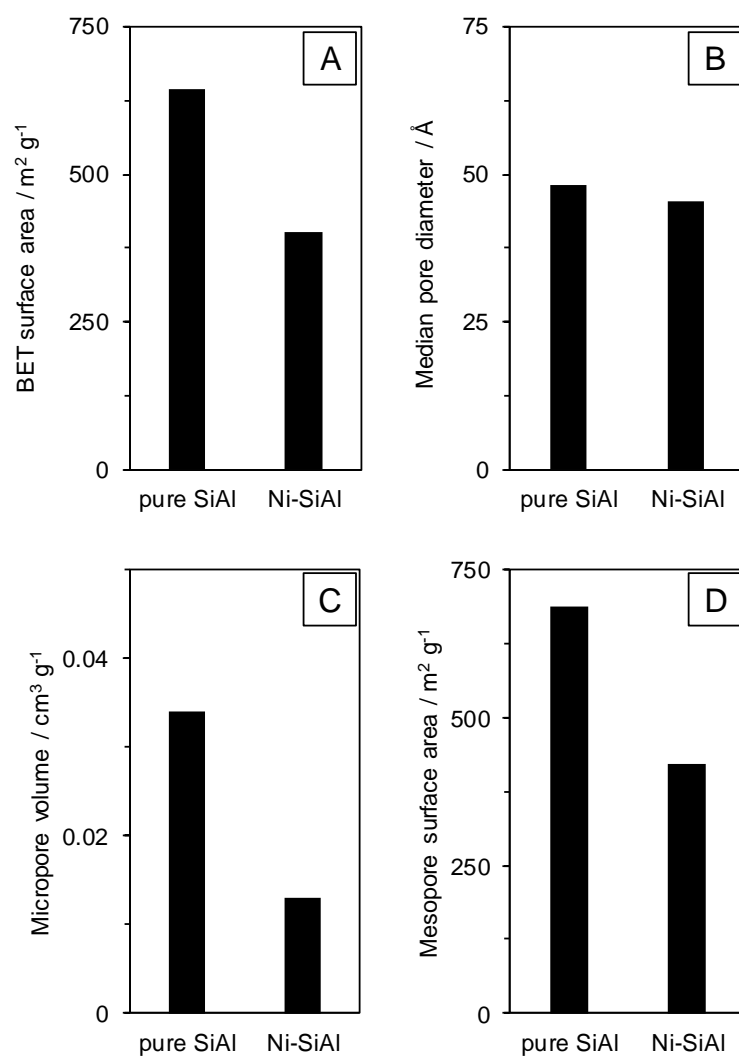 A
BET surface area / m² g⁻¹
750
500
250
0
pure SiAl Ni-SiAl
B
Median pore diameter / Å
75
50
25
0
pure SiAl Ni-SiAl
C
Micropore volume / cm³ g⁻¹
0.04
0.02
0
pure SiAl Ni-SiAl
D
Mesopore surface area / m² g⁻¹
750
500
250
0
pure SiAl Ni-SiAl